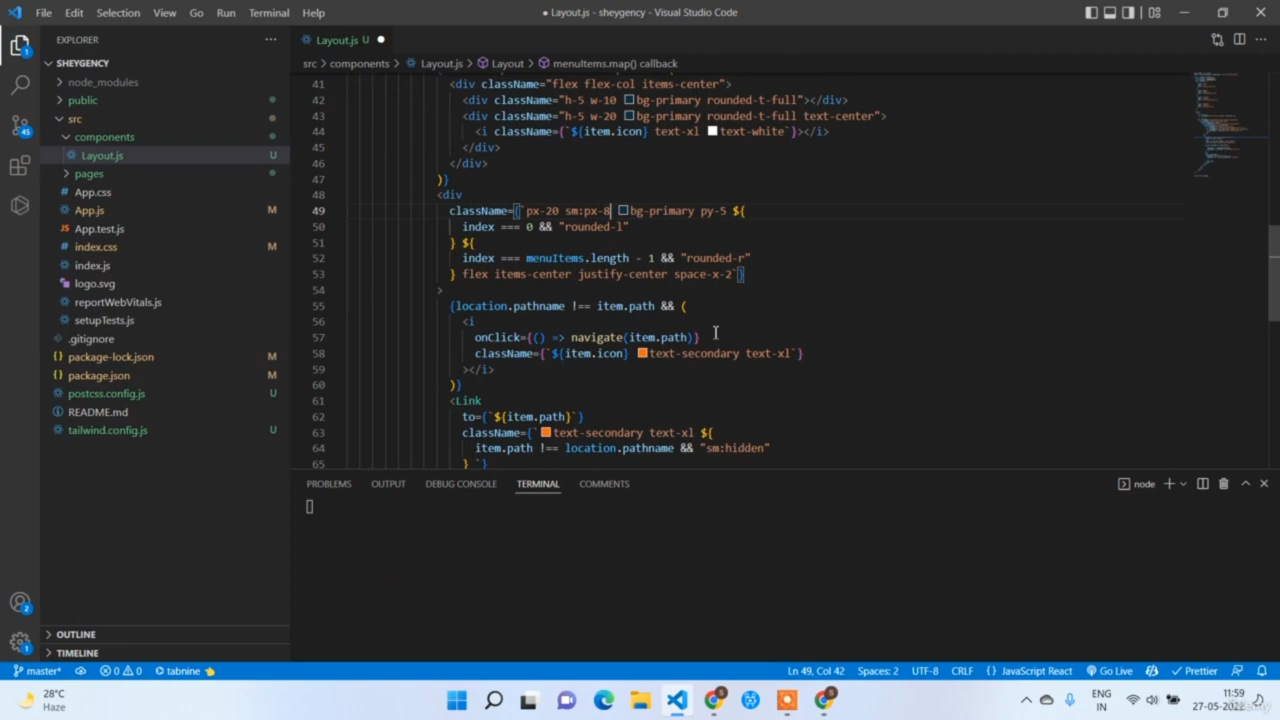 File Edit Selection View Go Run Terminal Help
● Layout.js - sheygency - Visual Studio Code
EXPLORER
SHEYGENCY
node_modules
public
src
components
Layout.js U
pages
App.css
App.js M
App.test.js
index.css M
index.js
logo.svg
reportWebVitals.js
setupTests.js
.gitignore
package-lock.json M
package.json M
postcss.config.js U
README.md
tailwind.config.js U
OUTLINE
TIMELINE
Layout.js U ●
src > components > Layout.js > Layout > menuItems.map() callback
41 <div className="flex flex-col items-center">
42 <div className="h-5 w-10 bg-primary rounded-t-full"></div>
43 <div className="h-5 w-20 bg-primary rounded-t-full text-center">
44 <i className={`${item.icon} text-xl text-white`}></i>
45 </div>
46 </div>
47 )}
48 <div
49 className={`px-20 sm:px-8 bg-primary py-5 ${
50 index === 0 && "rounded-l"
51 } ${
52 index === menuItems.length - 1 && "rounded-r"
53 } flex items-center justify-center space-x-2`}
54 >
55 {location.pathname !== item.path && (
56 <i
57 onClick={() => navigate(item.path)}
58 className={`${item.icon} text-secondary text-xl`}
59 ></i>
60 )}
61 <Link
62 to={`${item.path}`}
63 className={`text-secondary text-xl ${
64 item.path !== location.pathname && "sm:hidden"
65 } `}
PROBLEMS OUTPUT DEBUG CONSOLE TERMINAL COMMENTS
node
1
45
2
1
master* 0 0 tabnine Ln 49, Col 42 Spaces: 2 UTF-8 CRLF {} JavaScript React Go Live Prettier
28°C
Haze
5
5
ENG
IN
11:59
27-05-2022